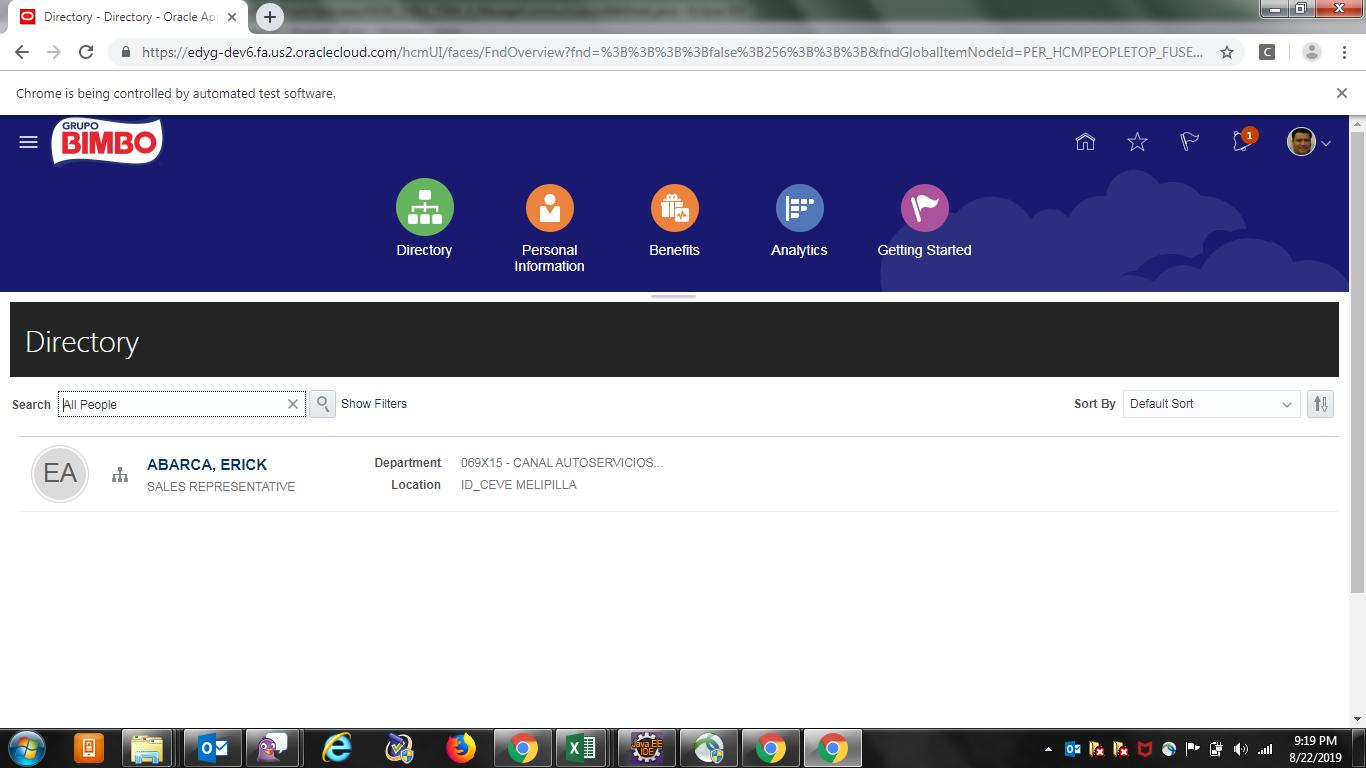 Directory - Directory - Oracle Ap
https://edyg-dev6.fa.us2.oraclecloud.com/hcmUI/faces/FndOverview?fnd=%3B%3B%3B%3Bfalse%3B256%3B%3B%3B&fndGlobalItemNodeId=PER_HCMPEOPLETOP_FUSE...
C
Chrome is being controlled by automated test software.
GRUPO
BIMBO
1
Directory
Personal
Information
Benefits
Analytics
Getting Started
Directory
Search
All People
Show Filters
Sort By
Default Sort
EA
ABARCA, ERICK
SALES REPRESENTATIVE
Department
069X15 - CANAL AUTOSERVICIOS...
Location
ID_CEVE MELIPILLA
Java EE
IDE
9:19 PM
8/22/2019